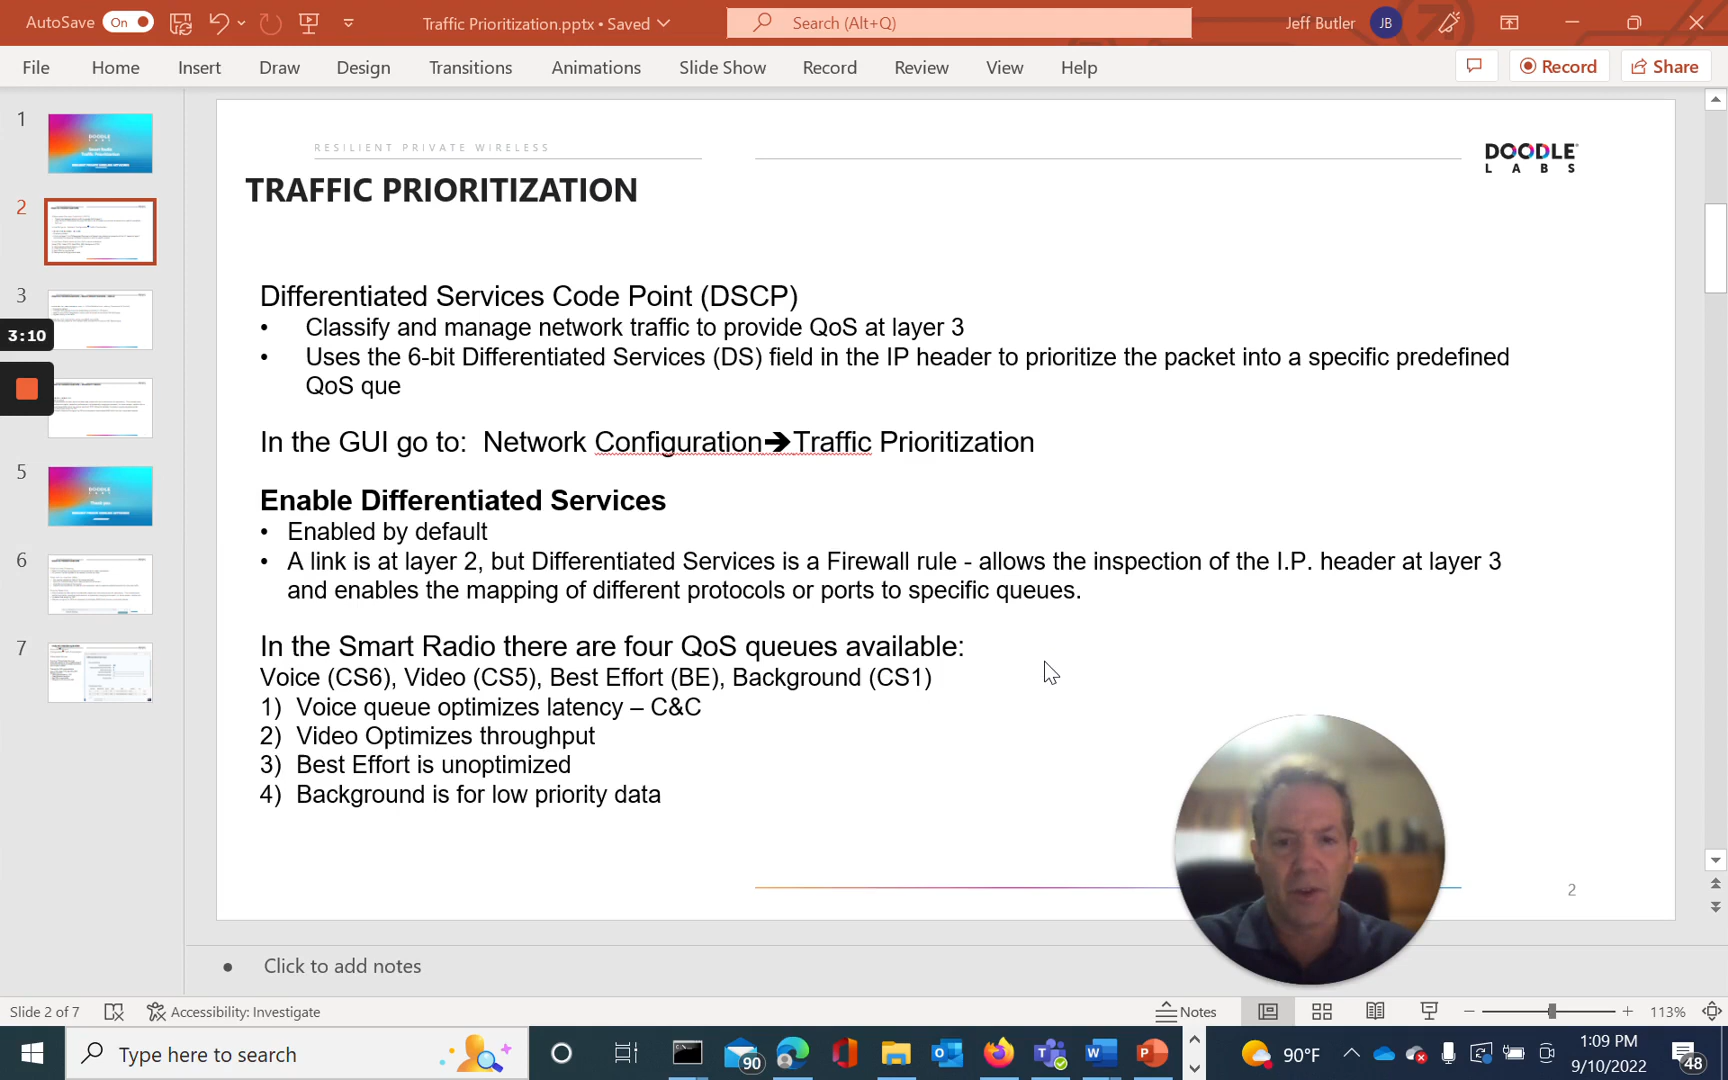 AutoSave On
Traffic Prioritization.pptx • Saved
Search (Alt+Q)
Jeff Butler JB
File Home Insert Draw Design Transitions Animations Slide Show Record Review View Help
Record Share
1
2
3
3:10
5
6
7
RESILIENT PRIVATE WIRELESS
DOODLE
LABS
TRAFFIC PRIORITIZATION
Differentiated Services Code Point (DSCP)
• Classify and manage network traffic to provide QoS at layer 3
• Uses the 6-bit Differentiated Services (DS) field in the IP header to prioritize the packet into a specific predefined
QoS que
In the GUI go to: Network Configuration➔Traffic Prioritization
Enable Differentiated Services
• Enabled by default
• A link is at layer 2, but Differentiated Services is a Firewall rule - allows the inspection of the I.P. header at layer 3
and enables the mapping of different protocols or ports to specific queues.
In the Smart Radio there are four QoS queues available:
Voice (CS6), Video (CS5), Best Effort (BE), Background (CS1)
1) Voice queue optimizes latency – C&C
2) Video Optimizes throughput
3) Best Effort is unoptimized
4) Background is for low priority data
2
• Click to add notes
Slide 2 of 7 Accessibility: Investigate
Notes
113%
Type here to search
90
90°F
1:09 PM
9/10/2022
48